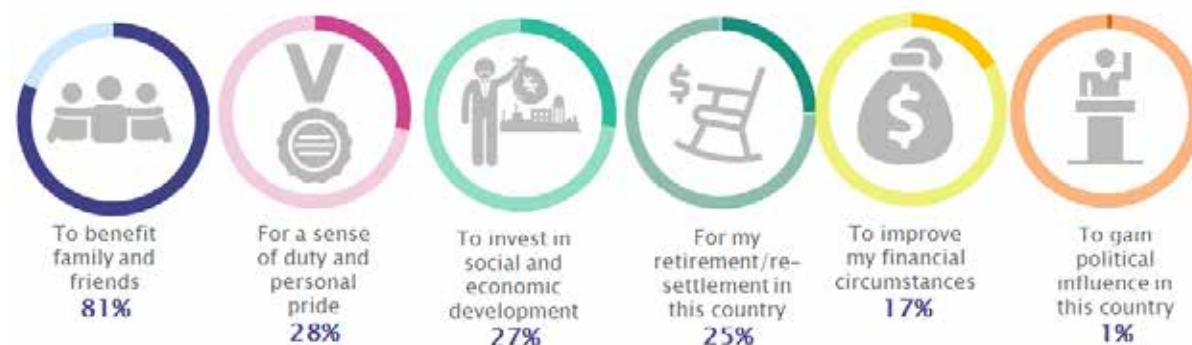 To benefit
family and
friends
81%
For a sense
of duty and
personal
pride
28%
To invest in
social and
economic
development
27%
For my
retirement/re-
settlement in
this country
25%
To improve
my financial
circumstances
17%
To gain
political
influence in
this country
1%
$
$